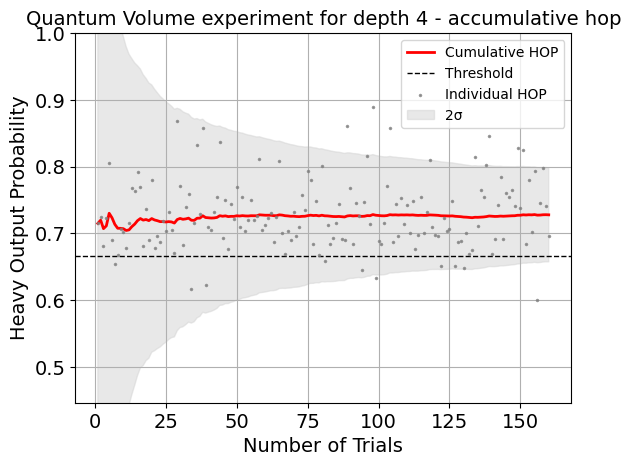 Quantum Volume experiment for depth 4 - accumulative hop
Cumulative HOP
Threshold
Individual HOP
2σ
Heavy Output Probability
1.0
0.9
0.8
0.7
0.6
0.5
0
25
50
75
100
125
150
Number of Trials